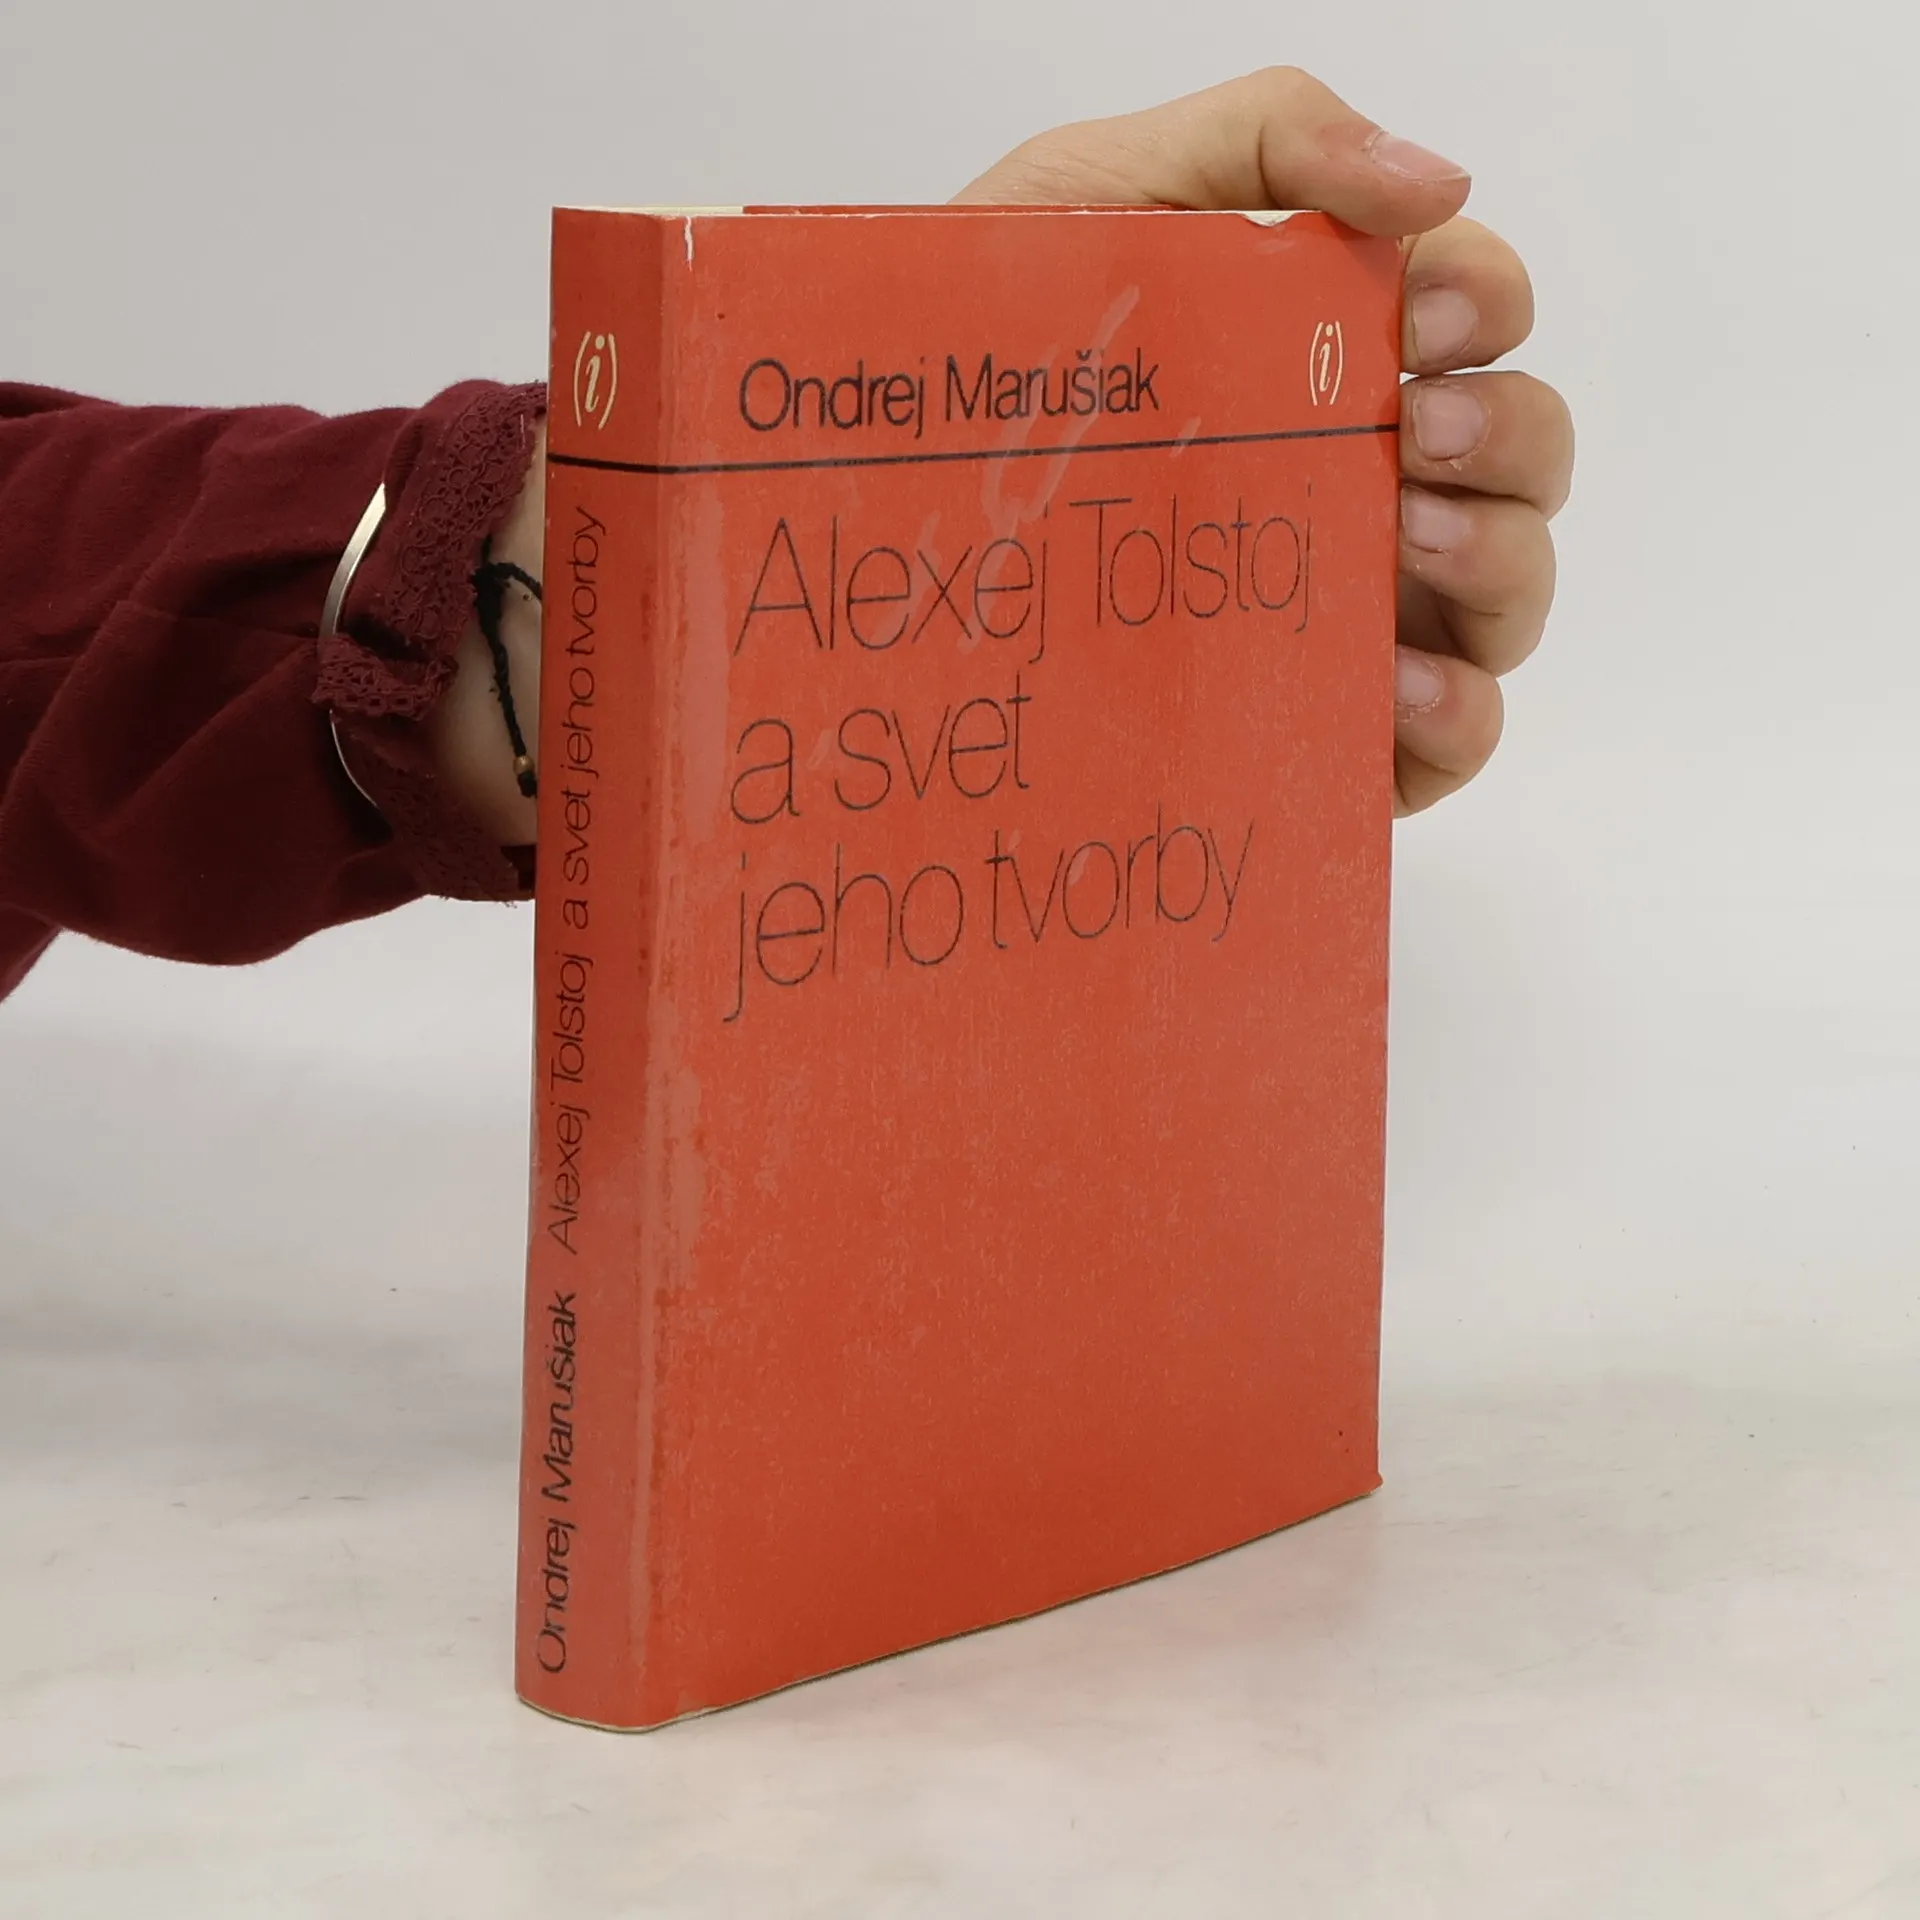 (i)
Ondrej Marušiak Alexej Tolstoj a svet jeho tvorby
Ondrej Marušiak
(i)
Alexej Tolstoj
a svet
jeho tvorby